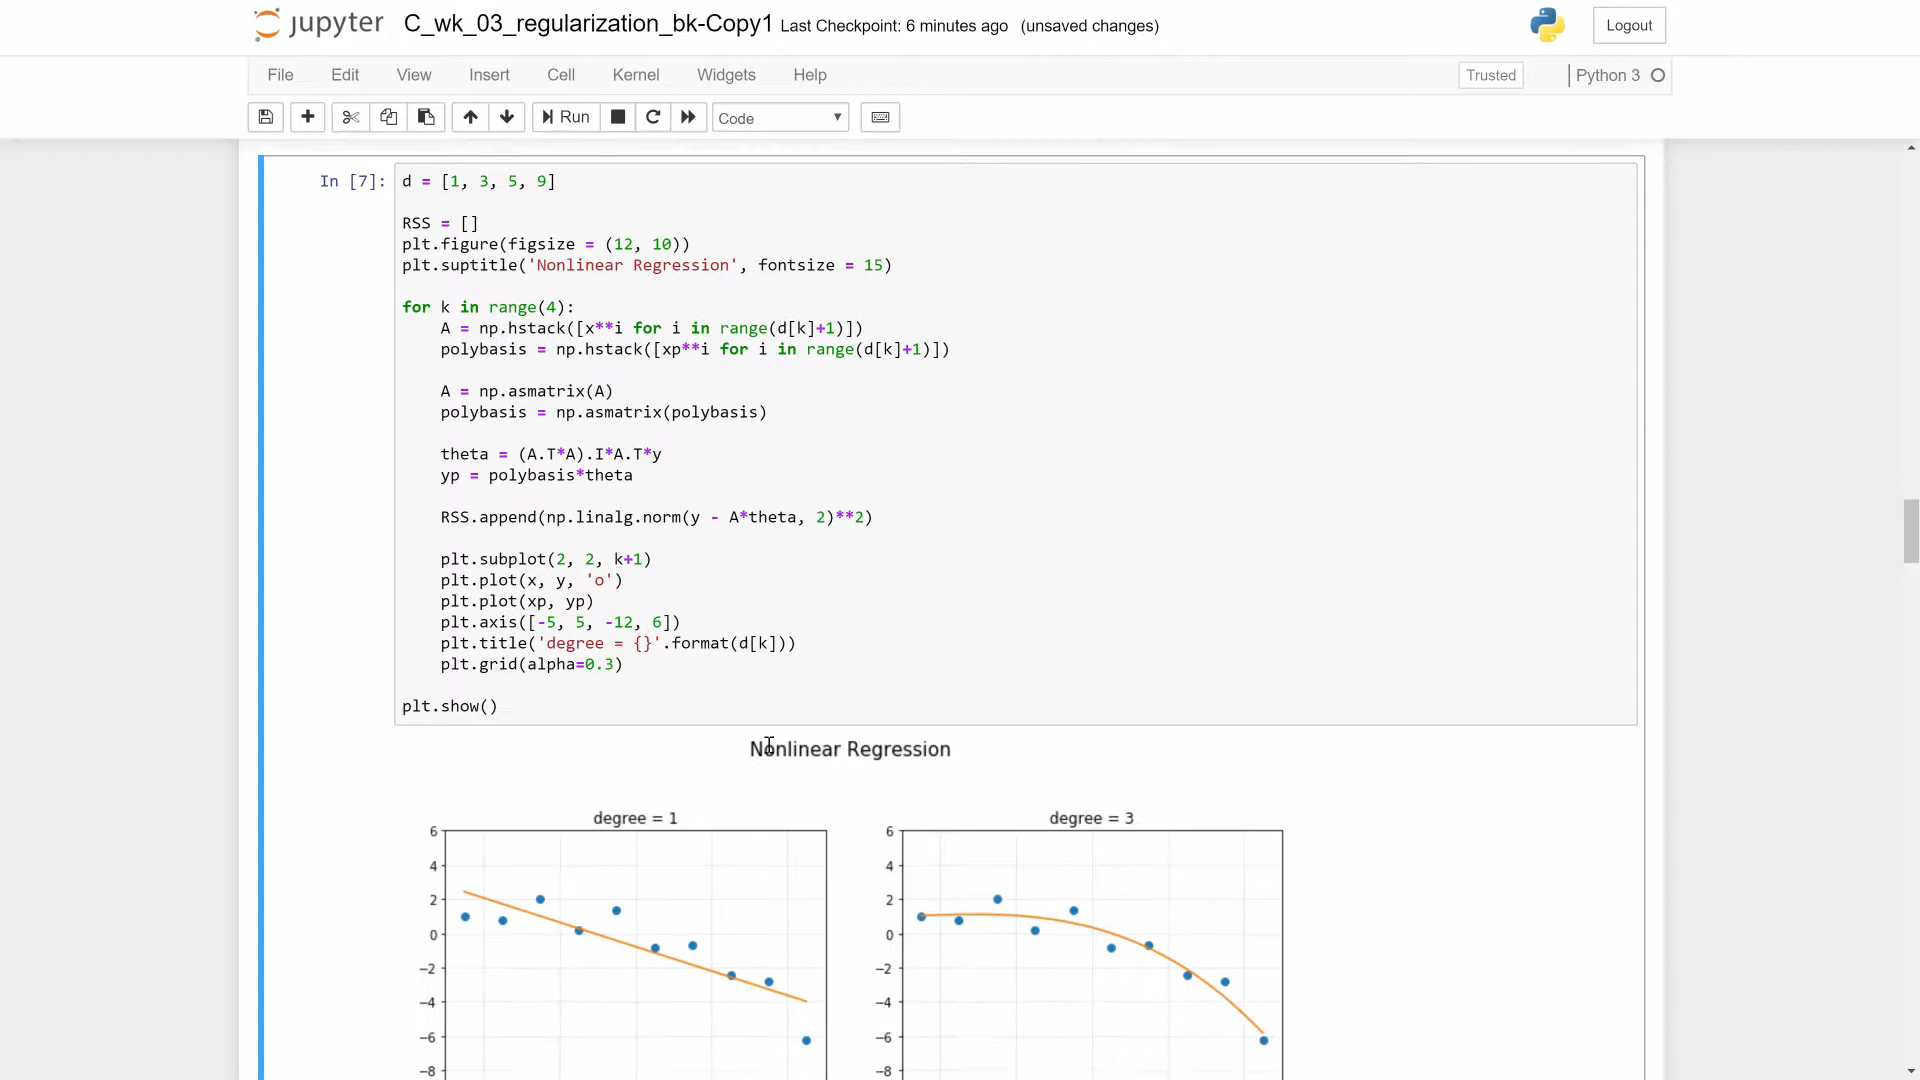 jupyter C_wk_03_regularization_bk-Copy1 Last Checkpoint: 6 minutes ago (unsaved changes) Logout
File Edit View Insert Cell Kernel Widgets Help Trusted Python 3
Run Code
In [7]: d = [1, 3, 5, 9]
RSS = []
plt.figure(figsize = (12, 10))
plt.suptitle('Nonlinear Regression', fontsize = 15)
for k in range(4):
    A = np.hstack([x**i for i in range(d[k]+1)])
    polybasis = np.hstack([xp**i for i in range(d[k]+1)])
    A = np.asmatrix(A)
    polybasis = np.asmatrix(polybasis)
    theta = (A.T*A).I*A.T*y
    yp = polybasis*theta
    RSS.append(np.linalg.norm(y - A*theta, 2)**2)
    plt.subplot(2, 2, k+1)
    plt.plot(x, y, 'o')
    plt.plot(xp, yp)
    plt.axis([-5, 5, -12, 6])
    plt.title('degree = {}'.format(d[k]))
    plt.grid(alpha=0.3)
plt.show()
Nonlinear Regression
degree = 1
6
4
2
0
−2
−4
−6
−8
degree = 3
6
4
2
0
−2
−4
−6
−8